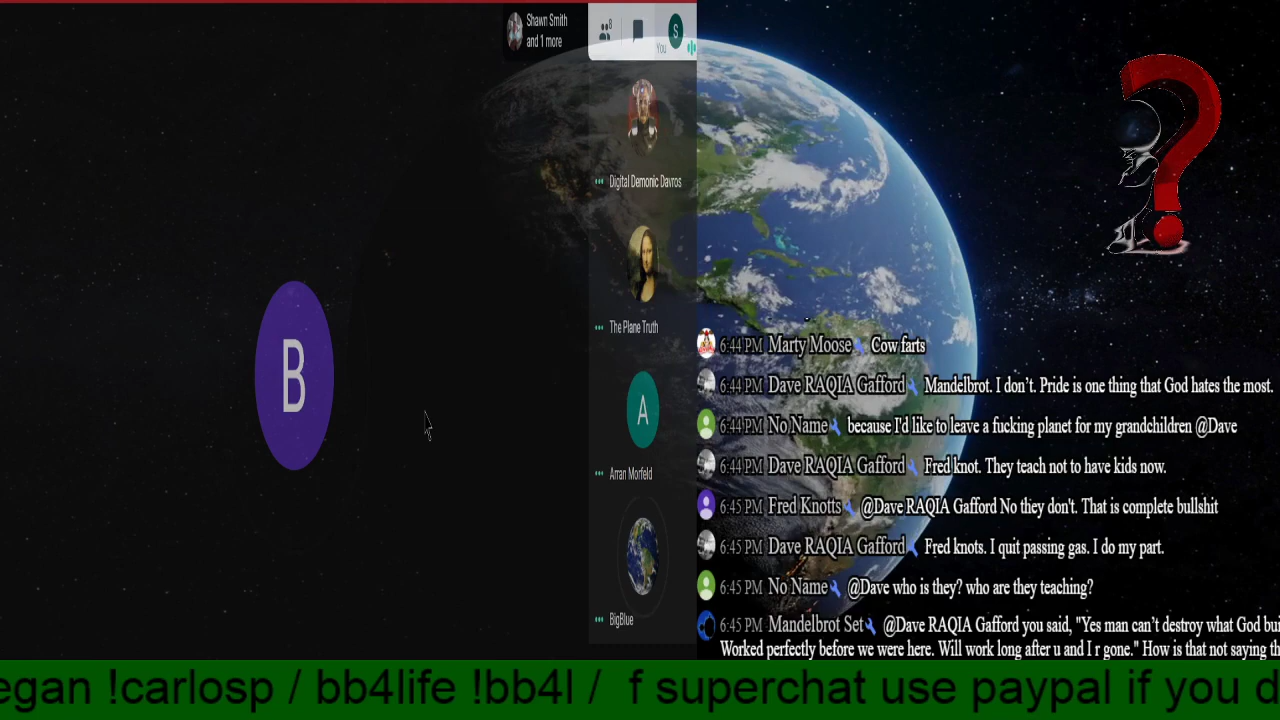 Shawn Smith
and 1 more
8
S
You
Digital Demonic Davros
The Plane Truth
A
Arran Morfeld
BigBlue
B
?
6:44 PM Marty Moose Cow farts
6:44 PM Dave RAQIA Gafford Mandelbrot. I don't. Pride is one thing that God hates the most.
6:44 PM No Name because I'd like to leave a fucking planet for my grandchildren @Dave
6:44 PM Dave RAQIA Gafford Fred knot. They teach not to have kids now.
6:45 PM Fred Knotts @Dave RAQIA Gafford No they don't. That is complete bullshit
6:45 PM Dave RAQIA Gafford Fred knots. I quit passing gas. I do my part.
6:45 PM No Name @Dave who is they? who are they teaching?
6:45 PM Mandelbrot Set @Dave RAQIA Gafford you said, "Yes man can't destroy what God bui
Worked perfectly before we were here. Will work long after u and I r gone." How is that not saying th
egan !carlosp / bb4life !bb4l / f superchat use paypal if you d